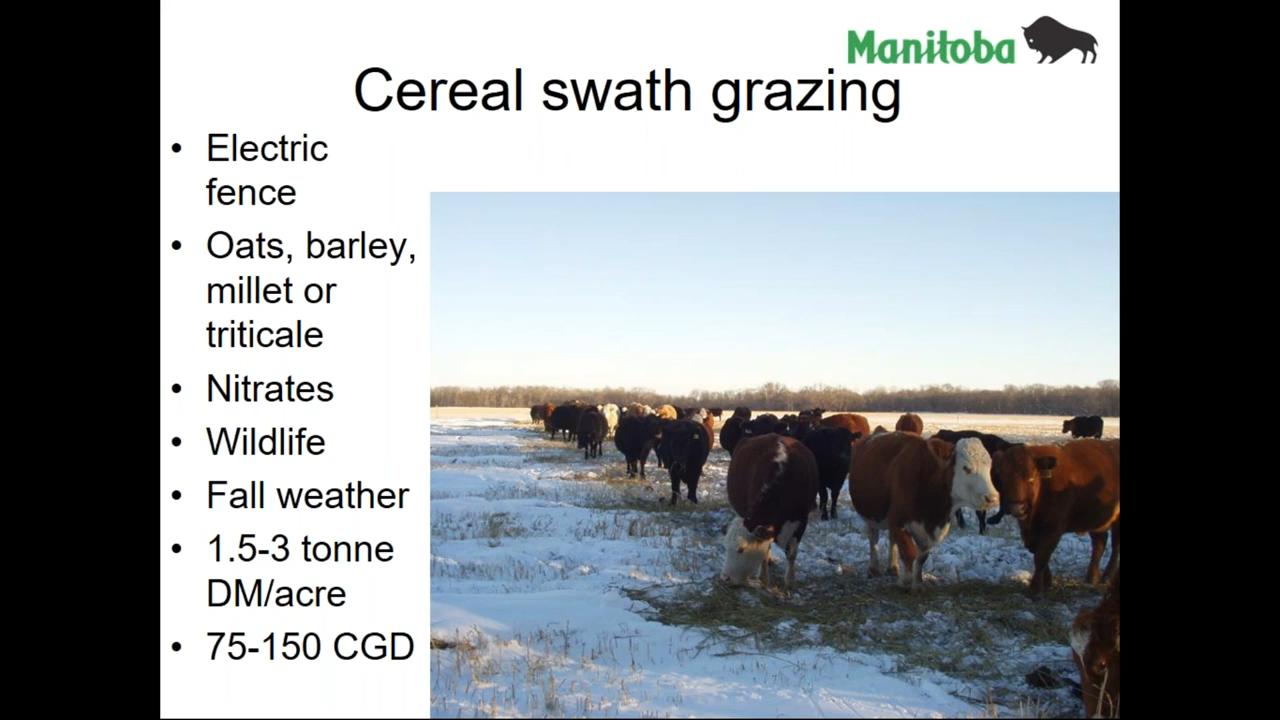 Manitoba
Cereal swath grazing
• Electric
fence
• Oats, barley,
millet or
triticale
• Nitrates
• Wildlife
• Fall weather
• 1.5-3 tonne
DM/acre
• 75-150 CGD